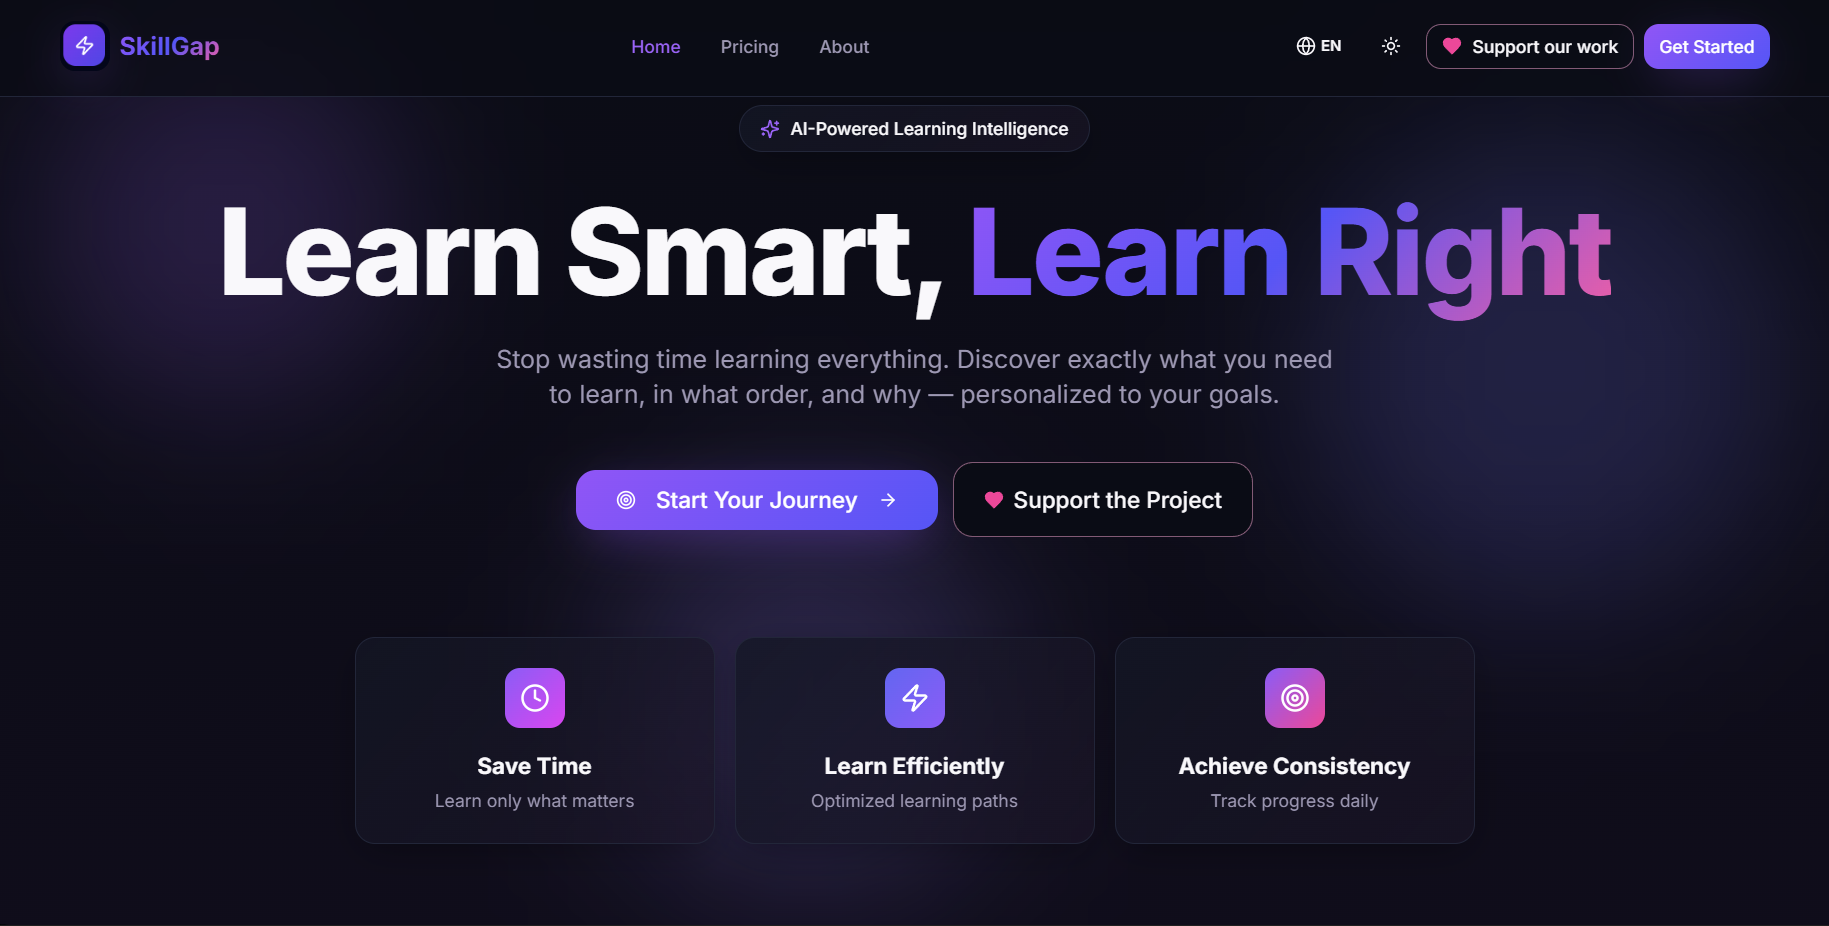 SkillGap
Home
Pricing
About
EN
Support our work
Get Started
AI-Powered Learning Intelligence
Learn Smart, Learn Right
Stop wasting time learning everything. Discover exactly what you need
to learn, in what order, and why — personalized to your goals.
Start Your Journey
Support the Project
Save Time
Learn only what matters
Learn Efficiently
Optimized learning paths
Achieve Consistency
Track progress daily